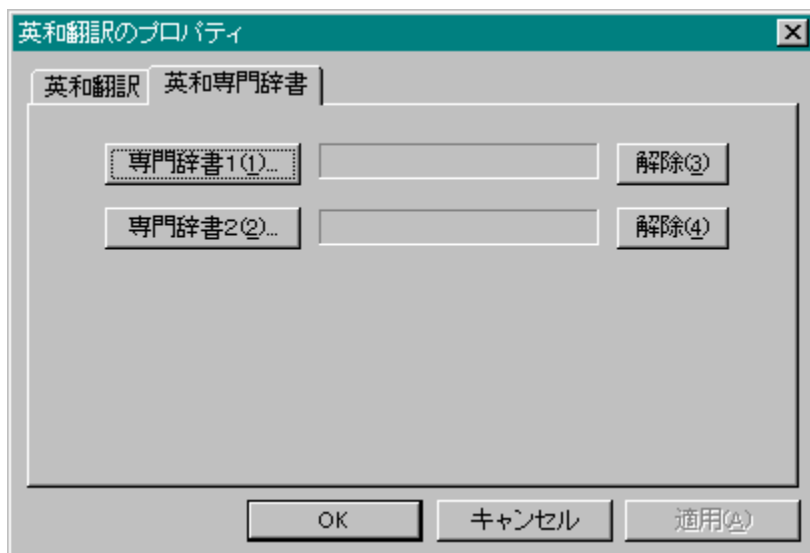 英和翻訳のプロパティ
英和翻訳 英和専門辞書
専門辞書1(1)... 解除(3)
専門辞書2(2)... 解除(4)
OK キャンセル 適用(A)